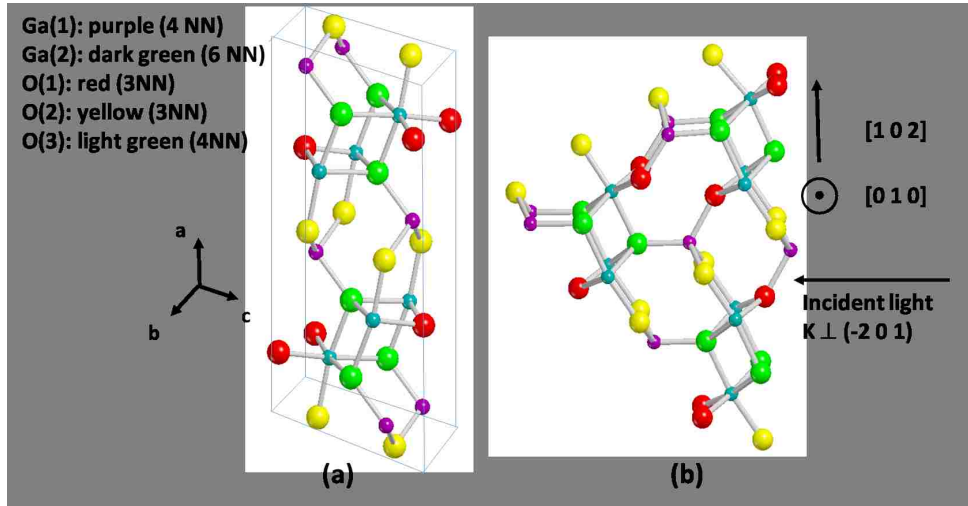 Ga(1): purple (4 NN)
Ga(2): dark green (6 NN)
O(1): red (3NN)
O(2): yellow (3NN)
O(3): light green (4NN)
a
b
c
(a)
[1 0 2]
[0 1 0]
Incident light
K ⊥ (-2 0 1)
(b)